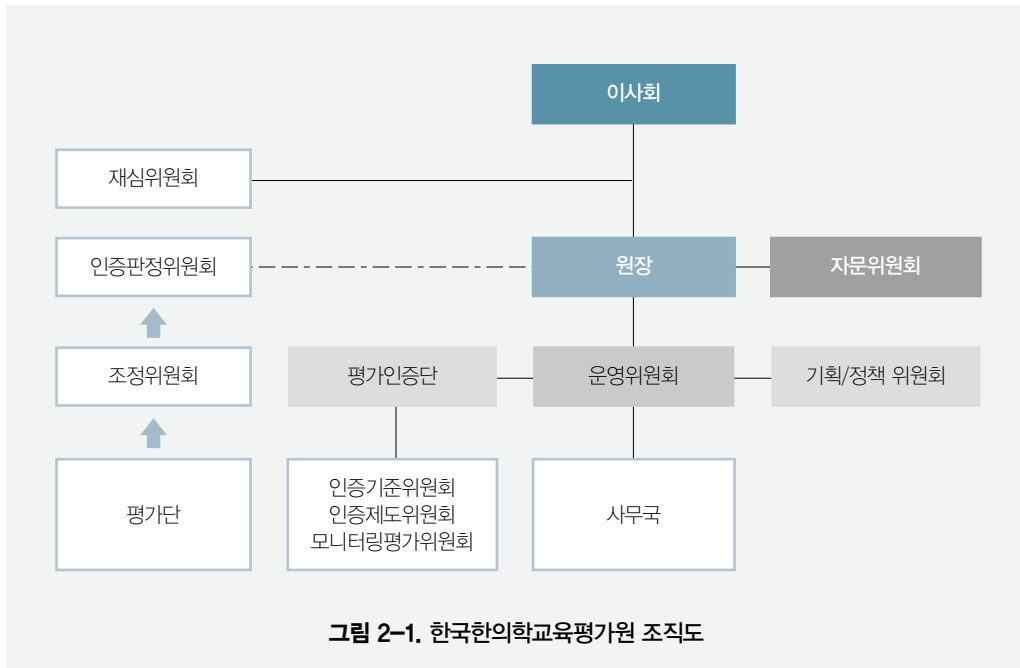 이사회
재심위원회
인증판정위원회
원장
자문위원회
조정위원회
평가인증단
운영위원회
기획/정책 위원회
평가단
인증기준위원회
인증제도위원회
모니터링평가위원회
사무국
그림 2-1. 한국한의학교육평가원 조직도